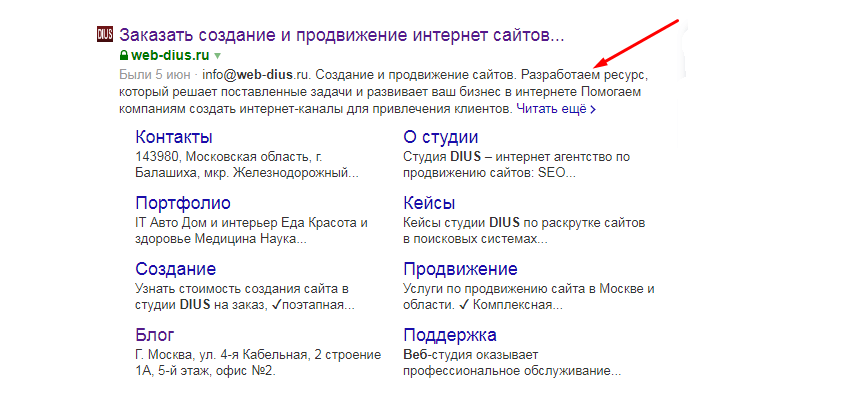 DIUS Заказать создание и продвижение интернет сайтов...
web-dius.ru
Были 5 июн · info@web-dius.ru. Создание и продвижение сайтов. Разработаем ресурс,
который решает поставленные задачи и развивает ваш бизнес в интернете Помогаем
компаниям создать интернет-каналы для привлечения клиентов. Читать ещё >
Контакты
143980, Московская область, г.
Балашиха, мкр. Железнодорожный...
О студии
Студия DIUS – интернет агентство по
продвижению сайтов: SEO...
Портфолио
IT Авто Дом и интерьер Еда Красота и
здоровье Медицина Наука...
Кейсы
Кейсы студии DIUS по раскрутке сайтов
в поисковых системах...
Создание
Узнать стоимость создания сайта в
студии DIUS на заказ, ✓поэтапная...
Продвижение
Услуги по продвижению сайта в Москве и
области. ✓ Комплексная...
Блог
Г. Москва, ул. 4-я Кабельная, 2 строение
1А, 5-й этаж, офис №2.
Поддержка
Веб-студия оказывает
профессиональное обслуживание...